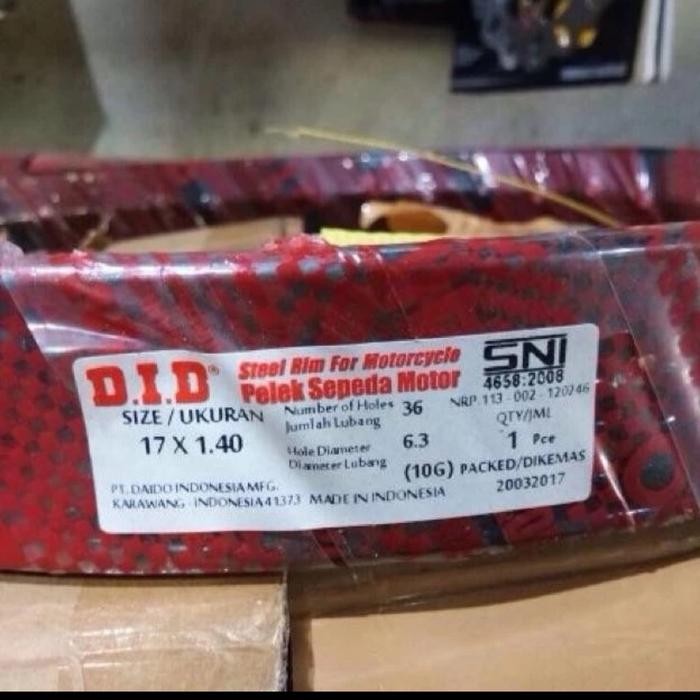 D.I.D®
Steel Rim For Motorcycle
Pelek Sepeda Motor
SNI
4658:2008
NRP. 113 - 002 - 120246
SIZE / UKURAN
17 X 1.40
Number of Holes 36
Jumlah Lubang
Hole Diameter 6.3
Diameter Lubang
(10G)
QTY/JML
1 Pce
PACKED/DIKEMAS
20032017
PT. DAIDO INDONESIA MFG.
KARAWANG - INDONESIA 41373 MADE IN INDONESIA